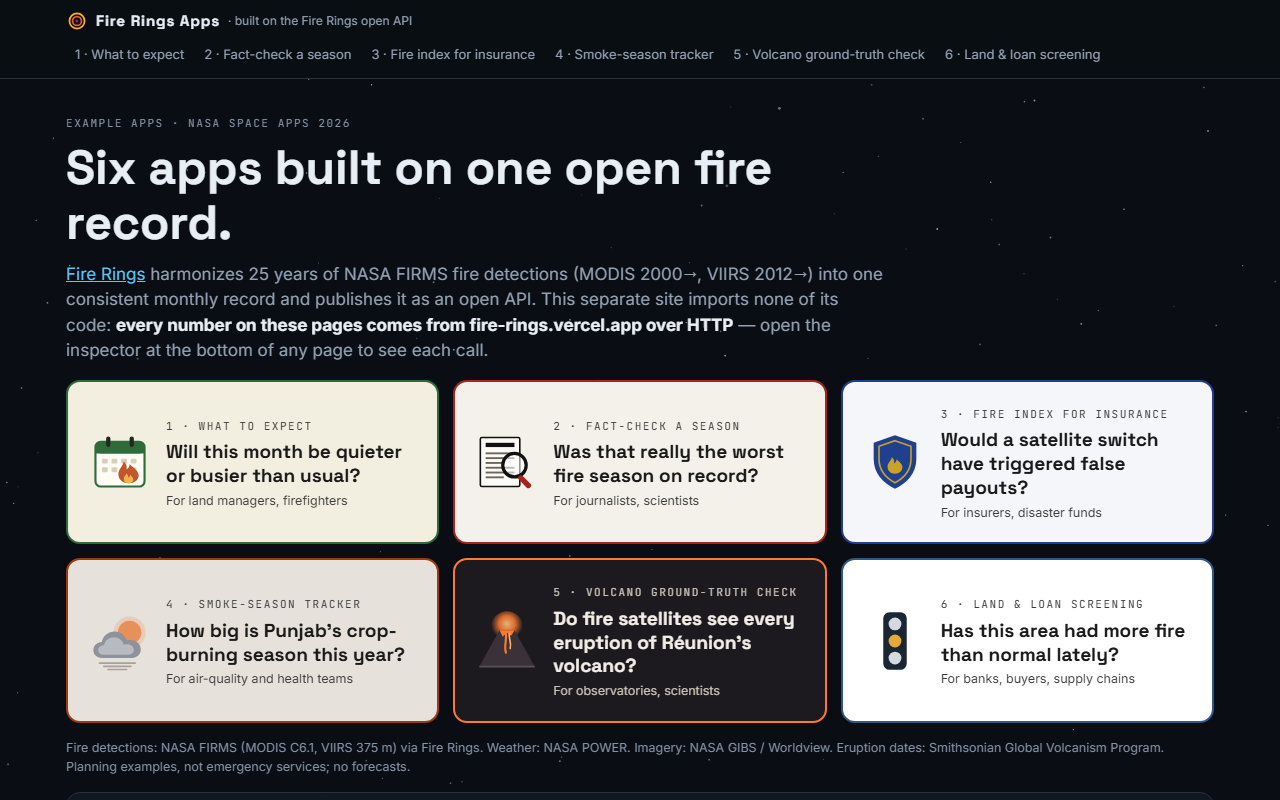 Fire Rings Apps · built on the Fire Rings open API
1 · What to expect 2 · Fact-check a season 3 · Fire index for insurance 4 · Smoke-season tracker 5 · Volcano ground-truth check 6 · Land & loan screening
EXAMPLE APPS · NASA SPACE APPS 2026
Six apps built on one open fire
record.
Fire Rings harmonizes 25 years of NASA FIRMS fire detections (MODIS 2000→, VIIRS 2012→) into one
consistent monthly record and publishes it as an open API. This separate site imports none of its
code: every number on these pages comes from fire-rings.vercel.app over HTTP — open the
inspector at the bottom of any page to see each call.
1 · WHAT TO EXPECT
Will this month be quieter
or busier than usual?
For land managers, firefighters
2 · FACT-CHECK A SEASON
Was that really the worst
fire season on record?
For journalists, scientists
3 · FIRE INDEX FOR INSURANCE
Would a satellite switch
have triggered false
payouts?
For insurers, disaster funds
4 · SMOKE-SEASON TRACKER
How big is Punjab's crop-
burning season this year?
For air-quality and health teams
5 · VOLCANO GROUND-TRUTH CHECK
Do fire satellites see every
eruption of Réunion's
volcano?
For observatories, scientists
6 · LAND & LOAN SCREENING
Has this area had more fire
than normal lately?
For banks, buyers, supply chains
Fire detections: NASA FIRMS (MODIS C6.1, VIIRS 375 m) via Fire Rings. Weather: NASA POWER. Imagery: NASA GIBS / Worldview. Eruption dates: Smithsonian Global Volcanism Program.
Planning examples, not emergency services; no forecasts.